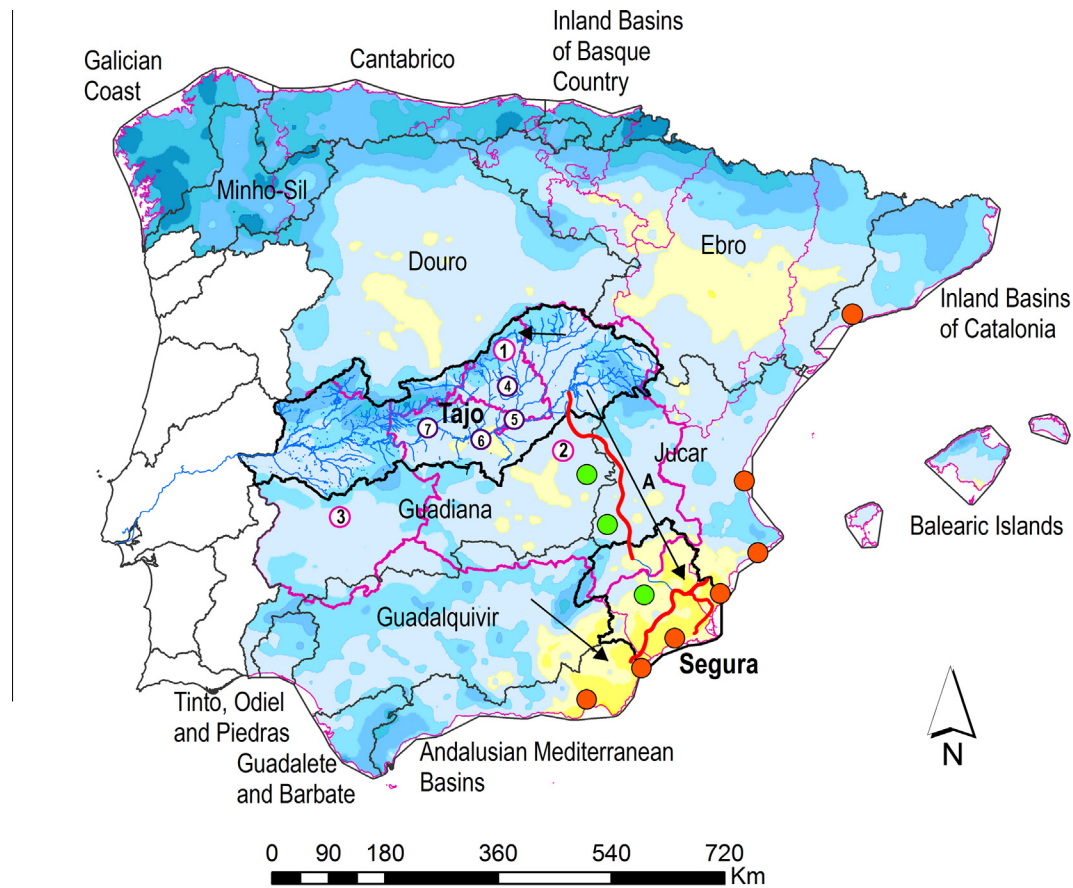 Inland Basins
of Basque
Country
Cantabrico
Galician
Coast
Minho-Sil
Douro
Ebro
Inland Basins
of Catalonia
1
4
Tajo
5
7
6
2
Jucar
A
3
Guadiana
Balearic Islands
Guadalquivir
Segura
Tinto, Odiel
and Piedras
Guadalete
and Barbate
Andalusian Mediterranean
Basins
N
0 90 180 360 540 720
Km